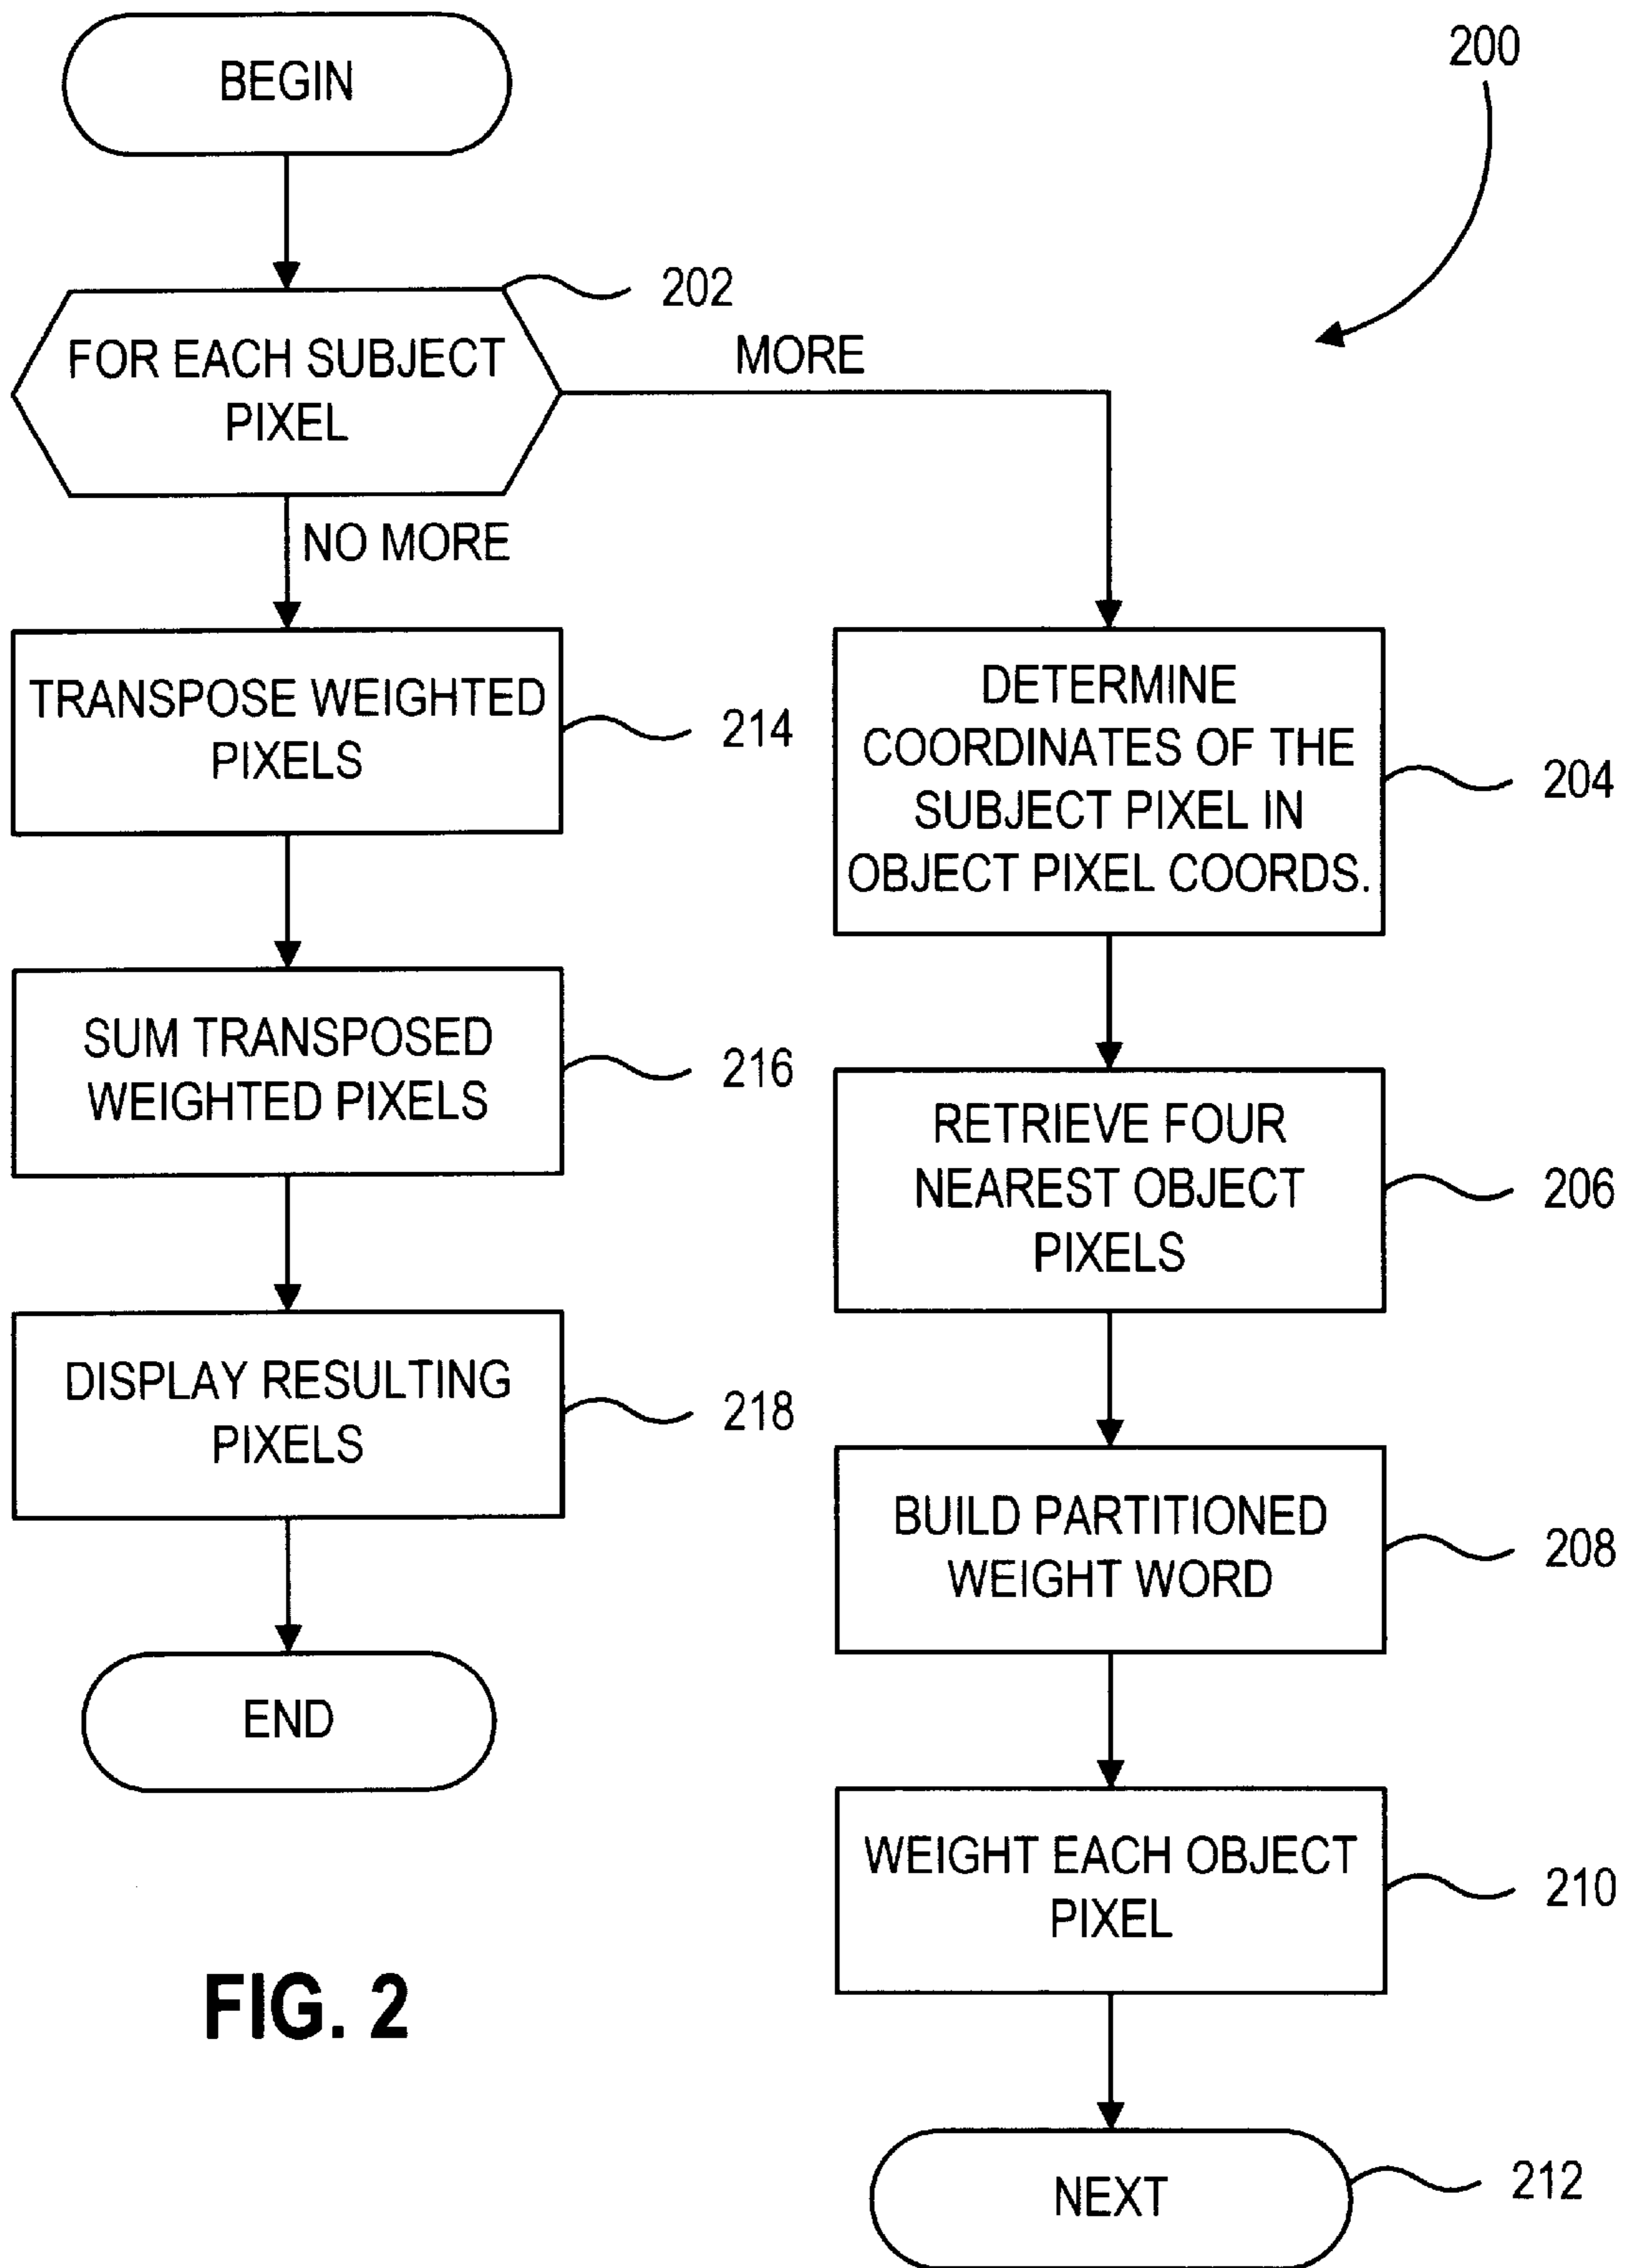 BEGIN
200
202
FOR EACH SUBJECT
PIXEL
MORE
NO MORE
TRANSPOSE WEIGHTED
PIXELS
214
SUM TRANSPOSED
WEIGHTED PIXELS
216
DISPLAY RESULTING
PIXELS
218
END
DETERMINE
COORDINATES OF THE
SUBJECT PIXEL IN
OBJECT PIXEL COORDS.
204
RETRIEVE FOUR
NEAREST OBJECT
PIXELS
206
BUILD PARTITIONED
WEIGHT WORD
208
WEIGHT EACH OBJECT
PIXEL
210
NEXT
212
FIG. 2